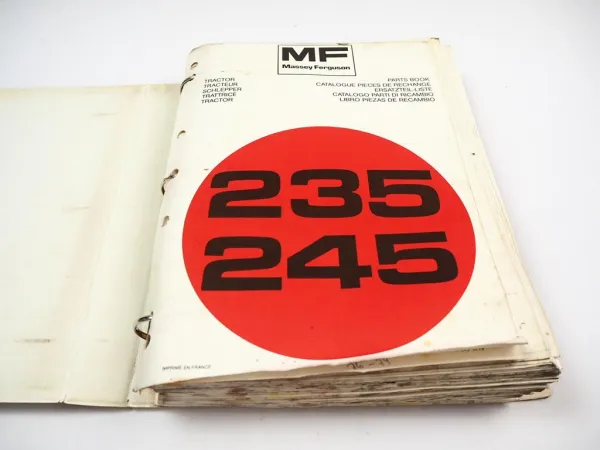 MF
Massey Ferguson
TRACTOR
TRACTEUR
SCHLEPPER
TRATTRICE
TRACTOR
PARTS BOOK
CATALOGUE PIECES DE RECHANGE
ERSATZTEIL-LISTE
CATALOGO PARTI DI RICAMBIO
LIBRO PIEZAS DE RECAMBIO
235
245
IMPRIMÉ EN FRANCE